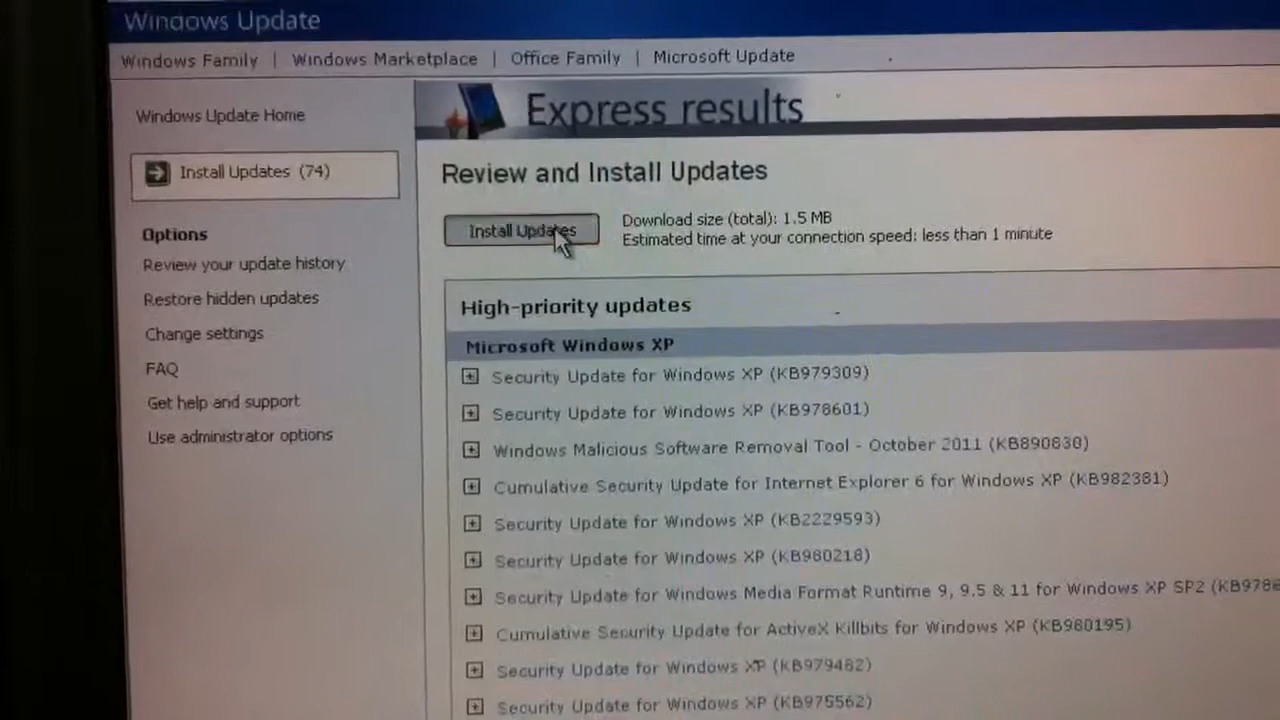 Windows Update
Windows Family | Windows Marketplace | Office Family | Microsoft Update
Windows Update Home
Install Updates (74)
Options
Review your update history
Restore hidden updates
Change settings
FAQ
Get help and support
Use administrator options
Express results
Review and Install Updates
Install Updates
Download size (total): 1.5 MB
Estimated time at your connection speed: less than 1 minute
High-priority updates
Microsoft Windows XP
Security Update for Windows XP (KB979309)
Security Update for Windows XP (KB978601)
Windows Malicious Software Removal Tool - October 2011 (KB890830)
Cumulative Security Update for Internet Explorer 6 for Windows XP (KB982381)
Security Update for Windows XP (KB2229593)
Security Update for Windows XP (KB980218)
Security Update for Windows Media Format Runtime 9, 9.5 & 11 for Windows XP SP2
Cumulative Security Update for ActiveX Killbits for Windows XP (KB980195)
Security Update for Windows XP (KB979482)
Security Update for Windows XP (KB975562)